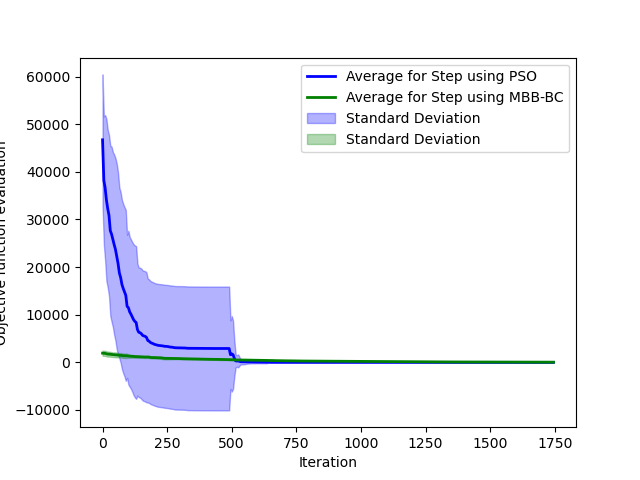 Average for Step using PSO
Average for Step using MBB-BC
Standard Deviation
Standard Deviation
60000
50000
40000
30000
20000
10000
0
−10000
Objective function evaluation
0 250 500 750 1000 1250 1500 1750
Iteration